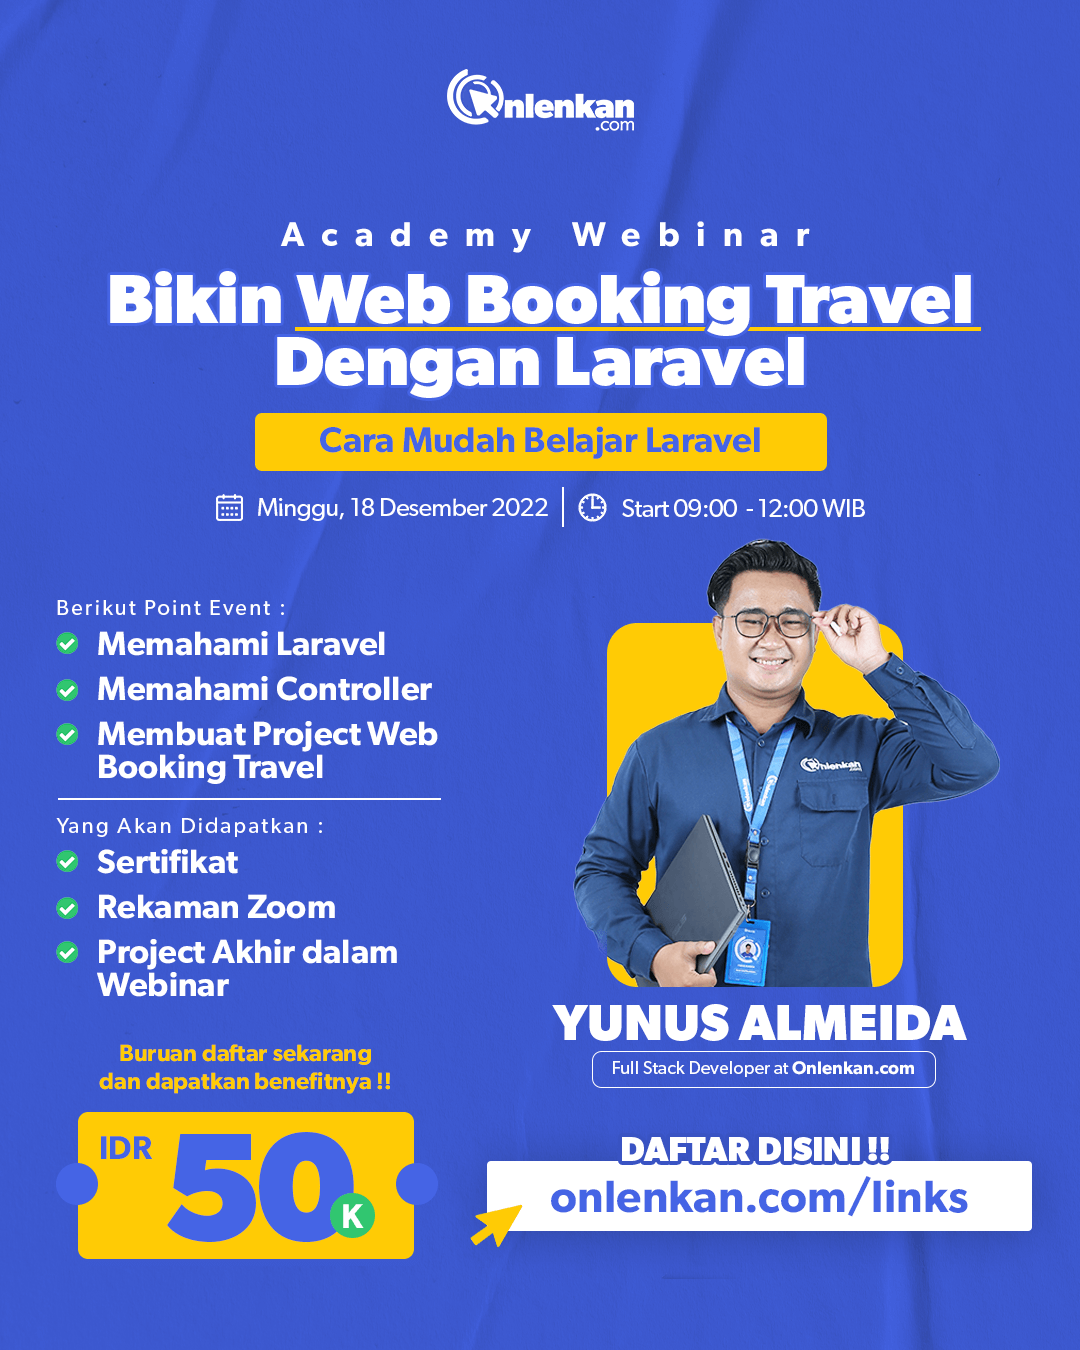 Onlenkan
.com
Academy Webinar
Bikin Web Booking Travel
Dengan Laravel
Cara Mudah Belajar Laravel
Minggu, 18 Desember 2022
Start 09:00 - 12:00 WIB
Berikut Point Event :
Memahami Laravel
Memahami Controller
Membuat Project Web
Booking Travel
Yang Akan Didapatkan :
Sertifikat
Rekaman Zoom
Project Akhir dalam
Webinar
Buruan daftar sekarang
dan dapatkan benefitnya !!
IDR 50 K
Onlenkan
.com
YUNUS ALMEIDA
Full Stack Developer at Onlenkan.com
DAFTAR DISINI !!
onlenkan.com/links